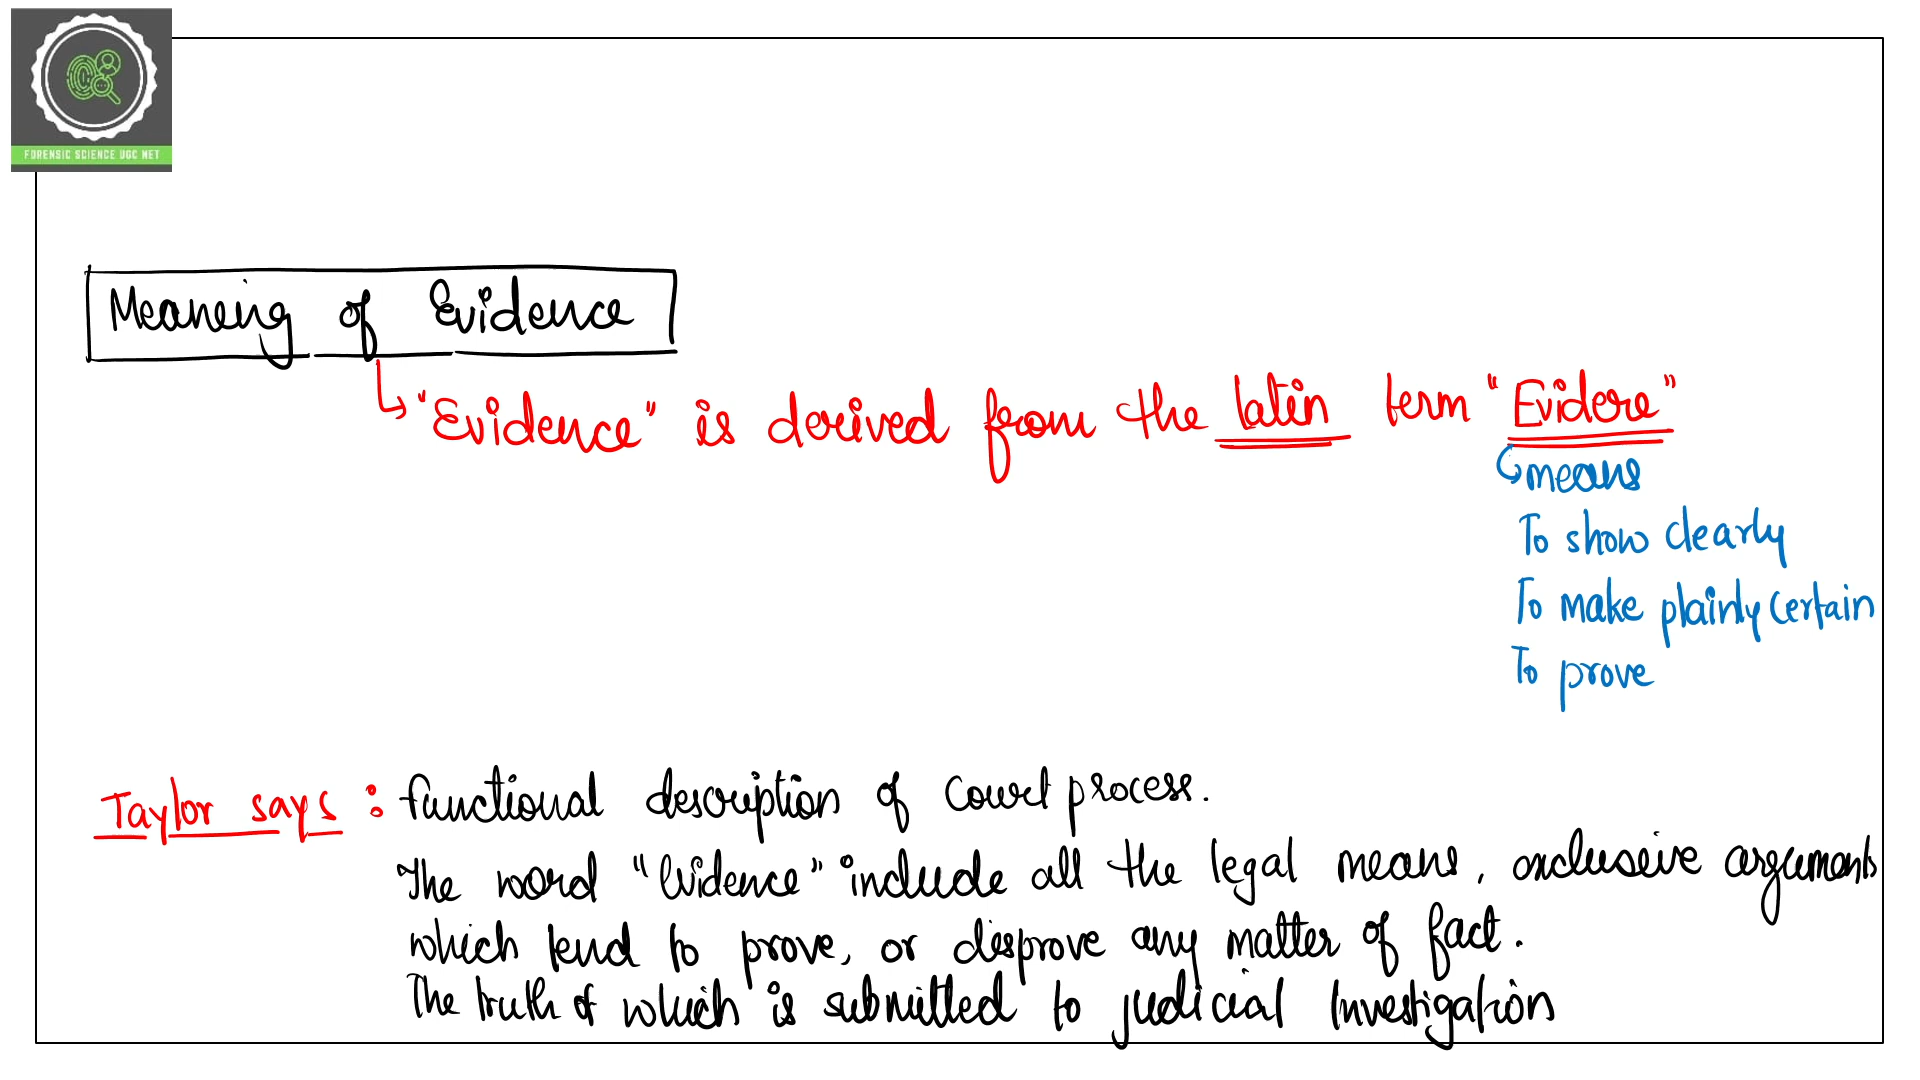 FORENSIC SCIENCE UGC NET
Meaning of Evidence
"Evidence" is derived from the latin term "Evidere"
means
To show clearly
To make plainly certain
To prove
Taylor says : functional description of court process.
The word "Evidence" include all the legal means, exclusive arguments
which tend to prove, or disprove any matter of fact.
The truth of which is submitted to judicial Investigation